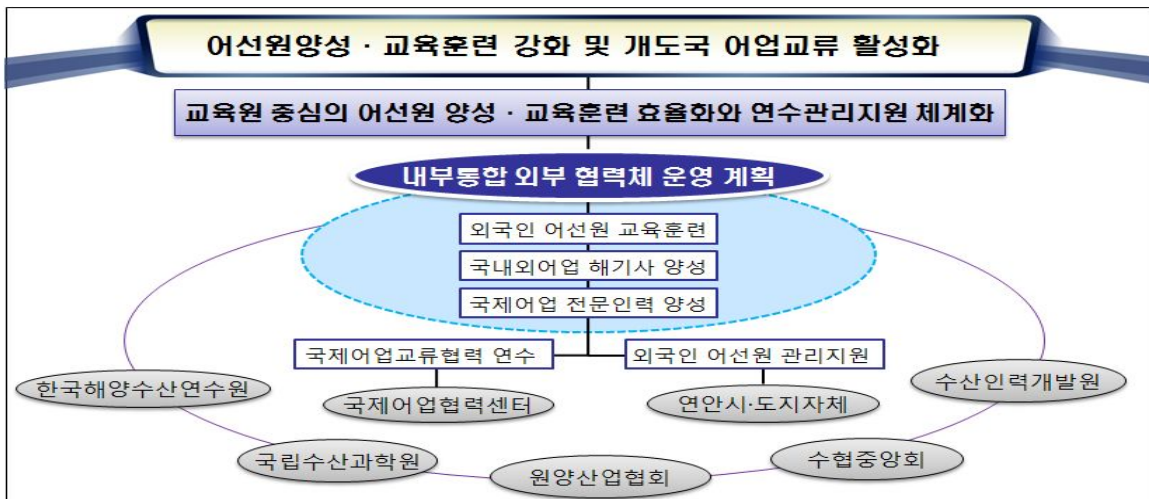 어선원양성 · 교육훈련 강화 및 개도국 어업교류 활성화
교육원 중심의 어선원 양성 · 교육훈련 효율화와 연수관리지원 체계화
내부통합 외부 협력체 운영 계획
외국인 어선원 교육훈련
국내외어업 해기사 양성
국제어업 전문인력 양성
국제어업교류협력 연수
외국인 어선원 관리지원
한국해양수산연수원
국제어업협력센터
연안시·도지자체
수산인력개발원
국립수산과학원
원양산업협회
수협중앙회